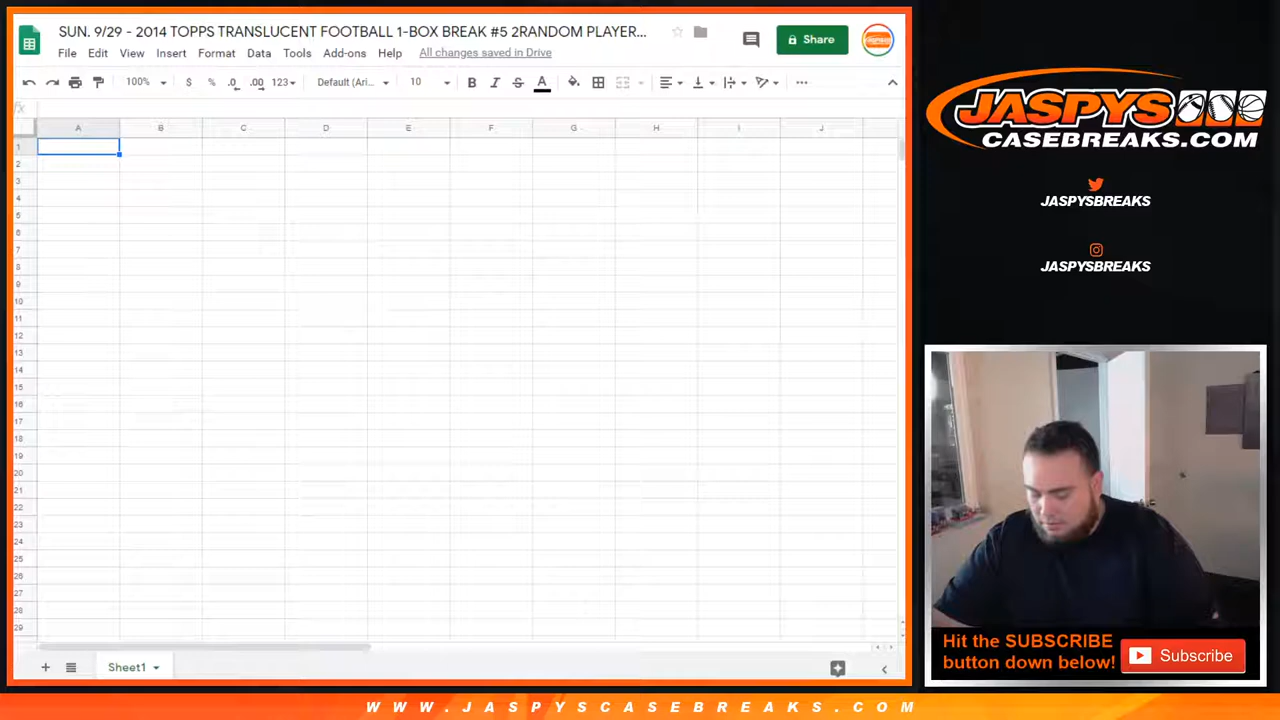 SUN. 9/29 - 2014 TOPPS TRANSLUCENT FOOTBALL 1-BOX BREAK #5 2RANDOM PLAYER...
Share
File Edit View Insert Format Data Tools Add-ons Help All changes saved in Drive
100% $ % .0 .00 123 Default (Ari... 10 B I S A
fx
A B C D E F G H I J
1
2
3
4
5
6
7
8
9
10
11
12
13
14
15
16
17
18
19
20
21
22
23
24
25
26
27
28
29
Sheet1
JASPYS
CASEBREAKS.COM
JASPYSBREAKS
JASPYSBREAKS
Hit the SUBSCRIBE
button down below!
Subscribe
WWW.JASPYSCASEBREAKS.COM